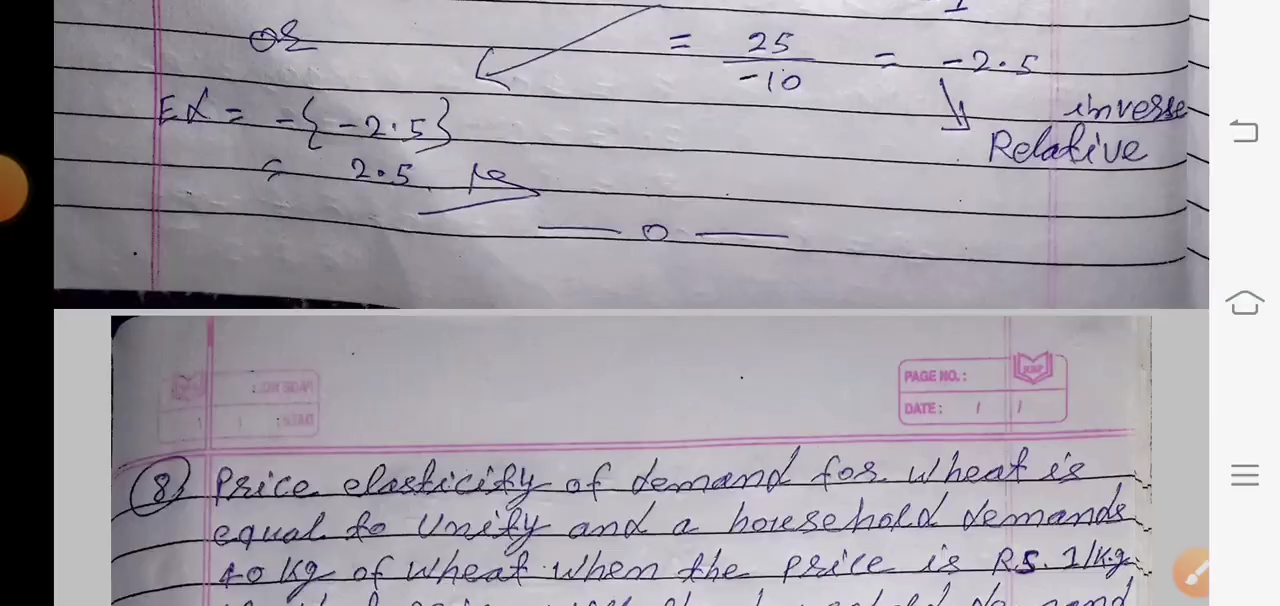 1
or
= 25 / -10 = -2.5
Ed = -{-2.5}
inverse
Relative
= 2.5
0
PAGE NO.:
DATE: / /
(8) Price elasticity of demand for wheat is
equal to unity and a household demands
40 kg of wheat when the price is RS. 1/kg.